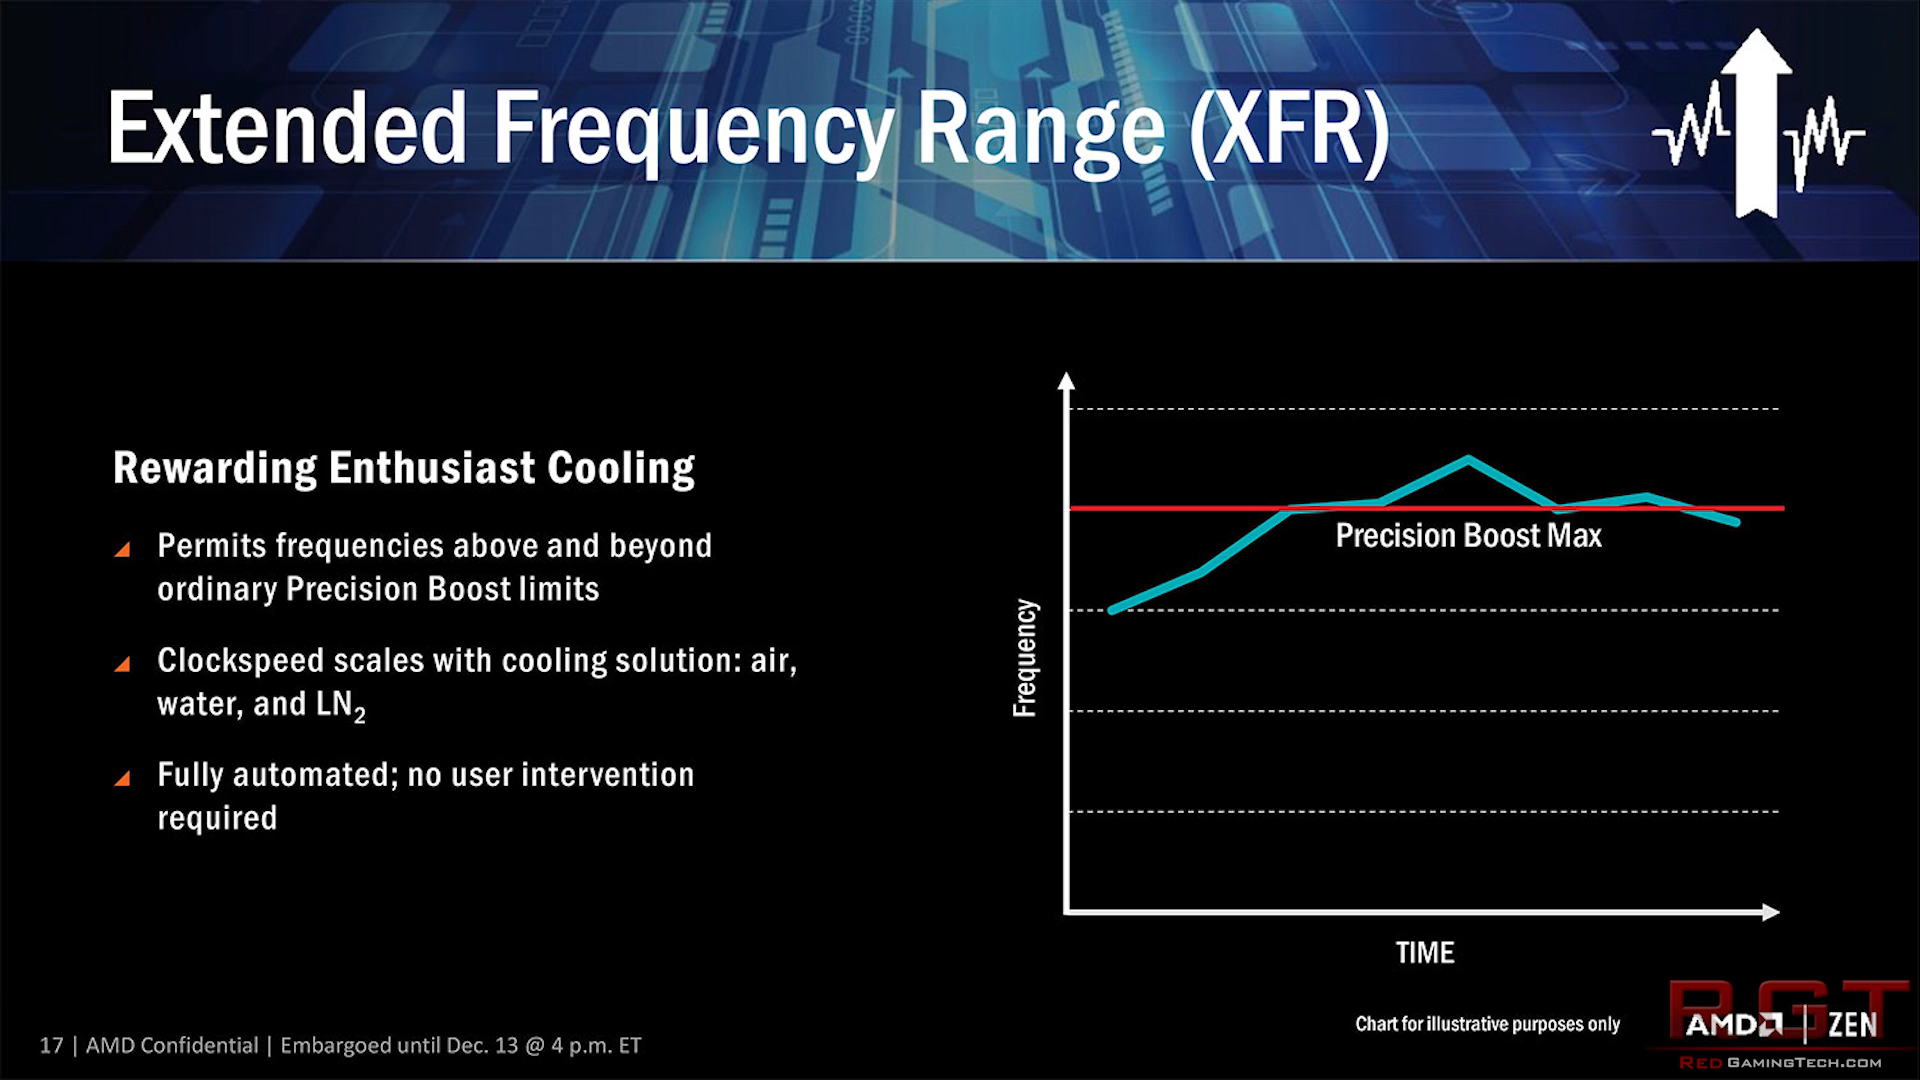 Extended Frequency Range (XFR)
Rewarding Enthusiast Cooling
Permits frequencies above and beyond
ordinary Precision Boost limits
Clockspeed scales with cooling solution: air,
water, and LN₂
Fully automated; no user intervention
required
Precision Boost Max
Frequency
TIME
Chart for illustrative purposes only
17 | AMD Confidential | Embargoed until Dec. 13 @ 4 p.m. ET
RGT
AMD | ZEN
RED GAMINGTECH.COM